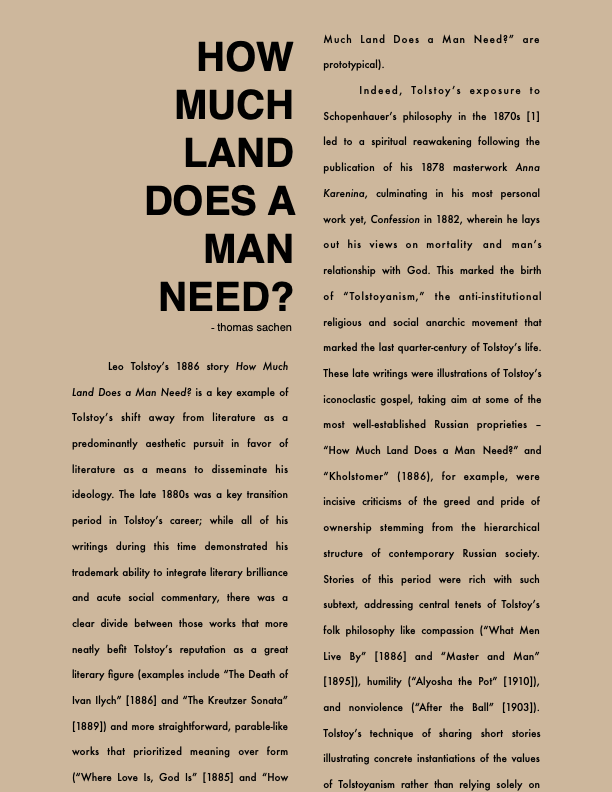 HOW
MUCH
LAND
DOES A
MAN
NEED?
- thomas sachen
Leo Tolstoy's 1886 story How Much
Land Does a Man Need? is a key example of
Tolstoy's shift away from literature as a
predominantly aesthetic pursuit in favor of
literature as a means to disseminate his
ideology. The late 1880s was a key transition
period in Tolstoy's career; while all of his
writings during this time demonstrated his
trademark ability to integrate literary brilliance
and acute social commentary, there was a
clear divide between those works that more
neatly befit Tolstoy's reputation as a great
literary figure (examples include “The Death of
Ivan Ilych” [1886] and “The Kreutzer Sonata”
[1889]) and more straightforward, parable-like
works that prioritized meaning over form
(“Where Love Is, God Is” [1885] and “How
Much Land Does a Man Need?” are
prototypical).
Indeed, Tolstoy's exposure to
Schopenhauer's philosophy in the 1870s [1]
led to a spiritual reawakening following the
publication of his 1878 masterwork Anna
Karenina, culminating in his most personal
work yet, Confession in 1882, wherein he lays
out his views on mortality and man's
relationship with God. This marked the birth
of “Tolstoyanism,” the anti-institutional
religious and social anarchic movement that
marked the last quarter-century of Tolstoy's life.
These late writings were illustrations of Tolstoy's
iconoclastic gospel, taking aim at some of the
most well-established Russian proprieties –
“How Much Land Does a Man Need?” and
“Kholstomer” (1886), for example, were
incisive criticisms of the greed and pride of
ownership stemming from the hierarchical
structure of contemporary Russian society.
Stories of this period were rich with such
subtext, addressing central tenets of Tolstoy's
folk philosophy like compassion (“What Men
Live By” [1886] and “Master and Man”
[1895]), humility (“Alyosha the Pot” [1910]),
and nonviolence (“After the Ball” [1903]).
Tolstoy's technique of sharing short stories
illustrating concrete instantiations of the values
of Tolstoyanism rather than relying solely on